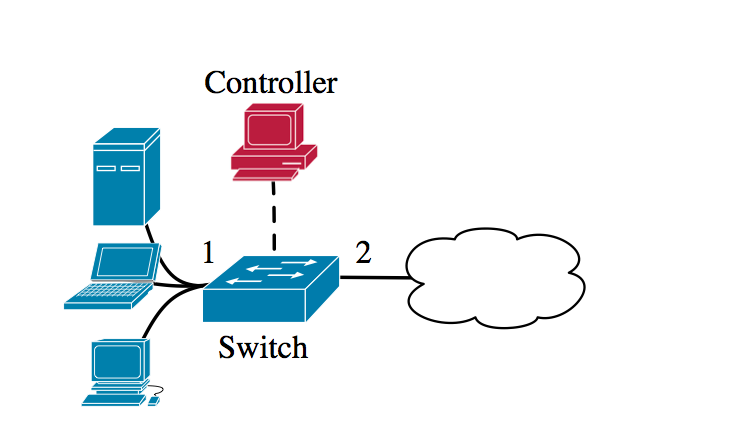 Controller
1
2
Switch